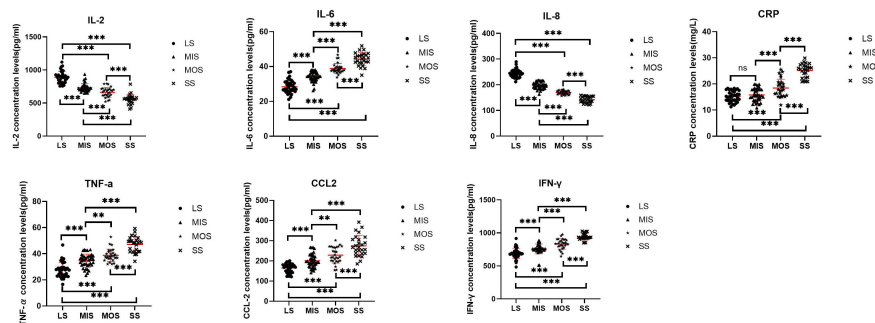 IL-2
IL-2 concentration levels(pg/ml)
1500
1000
500
0
***
***
***
***
***
***
LS
MIS
MOS
SS
LS
MIS
MOS
SS
IL-6
IL-6 concentration levels(pg/ml)
60
40
20
0
***
***
***
***
***
***
LS
MIS
MOS
SS
LS
MIS
MOS
SS
IL-8
IL-8 concentration levels(pg/ml)
400
300
200
100
0
***
***
***
***
***
***
LS
MIS
MOS
SS
LS
MIS
MOS
SS
CRP
CRP concentration levels(mg/L)
40
30
20
10
0
ns
***
***
***
***
***
LS
MIS
MOS
SS
LS
MIS
MOS
SS
TNF-a
TNF-α concentration levels(pg/ml)
80
60
40
20
0
***
**
***
***
***
***
LS
MIS
MOS
SS
LS
MIS
MOS
SS
CCL2
CCL-2 concentration levels(pg/ml)
500
400
300
200
100
0
***
**
***
***
***
***
LS
MIS
MOS
SS
LS
MIS
MOS
SS
IFN-γ
IFN-γ concentration levels(pg/ml)
1500
1000
500
0
***
***
***
***
***
***
LS
MIS
MOS
SS
LS
MIS
MOS
SS